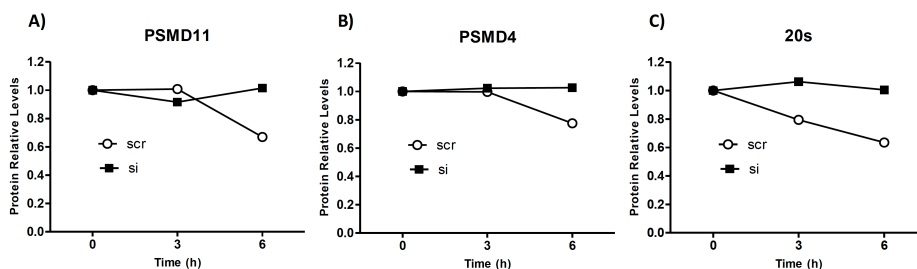 A)
PSMD11
Protein Relative Levels
1.2
1.0
0.8
0.6
0.4
0.2
0.0
scr
si
0
3
6
Time (h)
B)
PSMD4
Protein Relative Levels
1.2
1.0
0.8
0.6
0.4
0.2
0.0
scr
si
0
3
6
Time (h)
C)
20s
Protein Relative Levels
1.2
1.0
0.8
0.6
0.4
0.2
0.0
scr
si
0
3
6
Time (h)